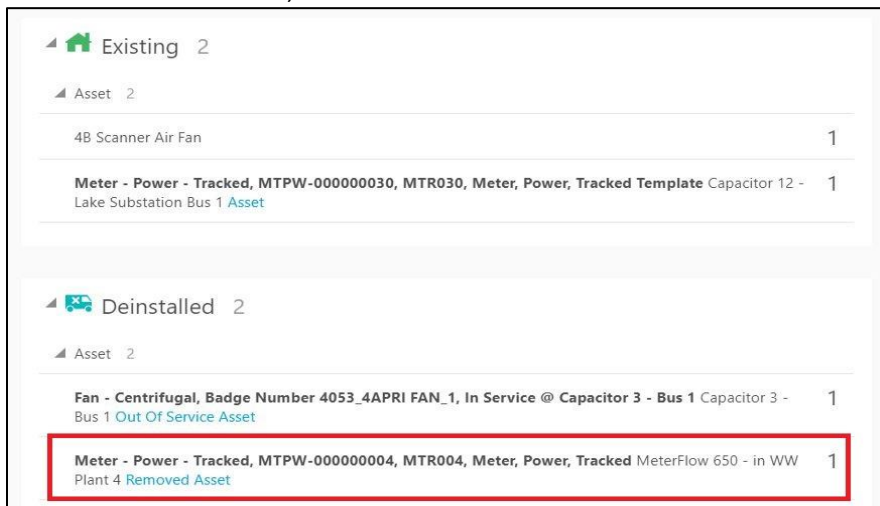 Existing 2
Asset 2
4B Scanner Air Fan 1
Meter - Power - Tracked, MTPW-000000030, MTR030, Meter, Power, Tracked Template Capacitor 12 - 1
Lake Substation Bus 1 Asset
Deinstalled 2
Asset 2
Fan - Centrifugal, Badge Number 4053_4APRI FAN_1, In Service @ Capacitor 3 - Bus 1 Capacitor 3 - 1
Bus 1 Out Of Service Asset
Meter - Power - Tracked, MTPW-000000004, MTR004, Meter, Power, Tracked MeterFlow 650 - in WW 1
Plant 4 Removed Asset